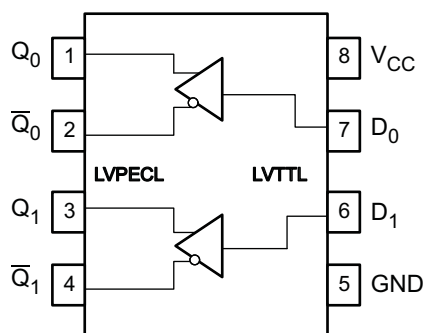 Q0 1 8 VCC
Q̅0 2 7 D0
LVPECL LVTTL
Q1 3 6 D1
Q̅1 4 5 GND